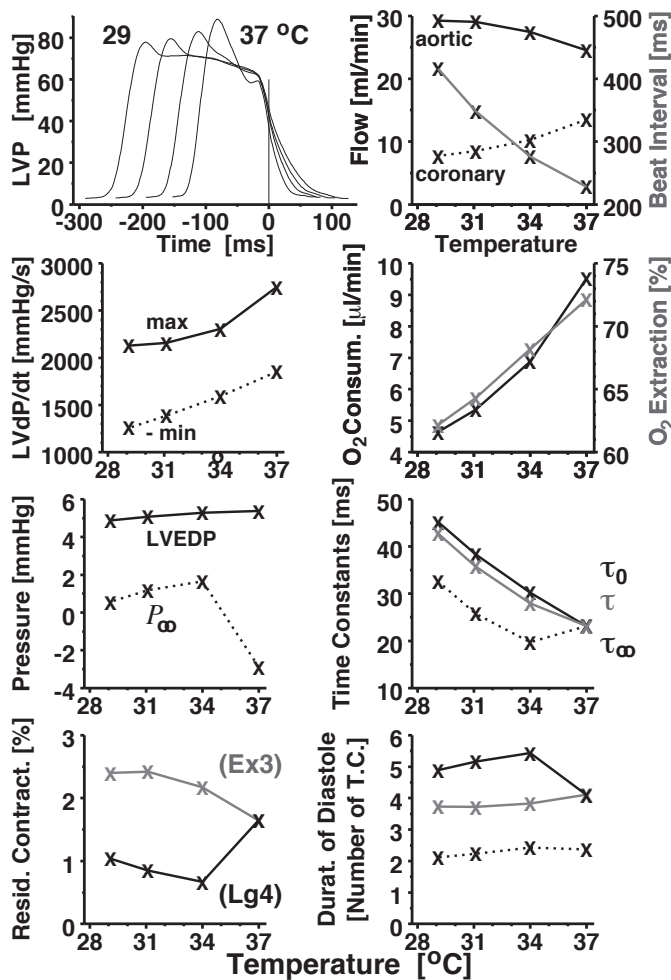 29 37 °C
LVP [mmHg]
80
60
40
20
0
-300 -200 -100 0 100
Time [ms]
Flow [ml/min]
30
20
10
0
aortic
coronary
500
400
300
200
Beat Interval [ms]
28 31 34 37
Temperature
LVdP/dt [mmHg/s]
3000
2500
2000
1500
1000
max
- min
28 31 34 37
O2 Consum. [μl/min]
10
9
8
7
6
5
4
75
70
65
60
O2 Extraction [%]
28 31 34 37
Pressure [mmHg]
6
4
2
0
-2
-4
LVEDP
P∞
28 31 34 37
Time Constants [ms]
50
40
30
20
10
τ0
τ
τ∞
28 31 34 37
Resid. Contract. [%]
3
2
1
0
(Ex3)
(Lg4)
28 31 34 37
Durat. of Diastole
[Number of T.C.]
6
5
4
3
2
1
0
28 31 34 37
Temperature [°C]